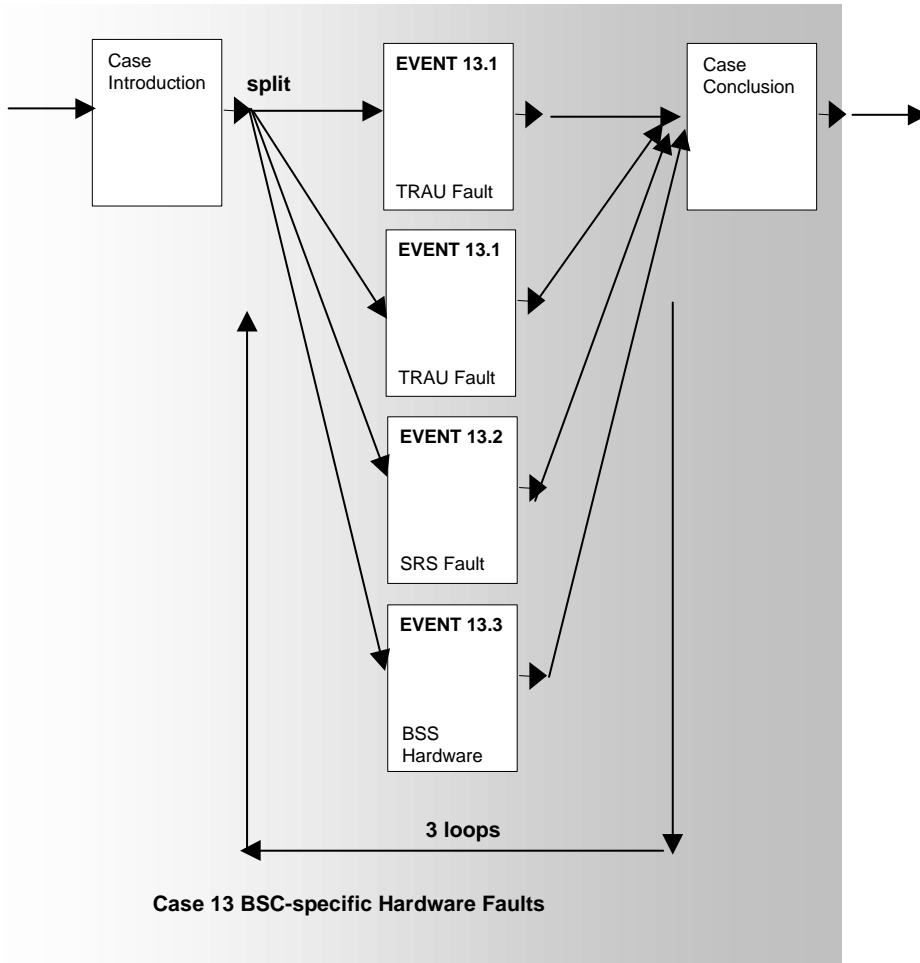 Case
Introduction
split
EVENT 13.1
TRAU Fault
Case
Conclusion
EVENT 13.1
TRAU Fault
EVENT 13.2
SRS Fault
EVENT 13.3
BSS
Hardware
3 loops
Case 13 BSC-specific Hardware Faults